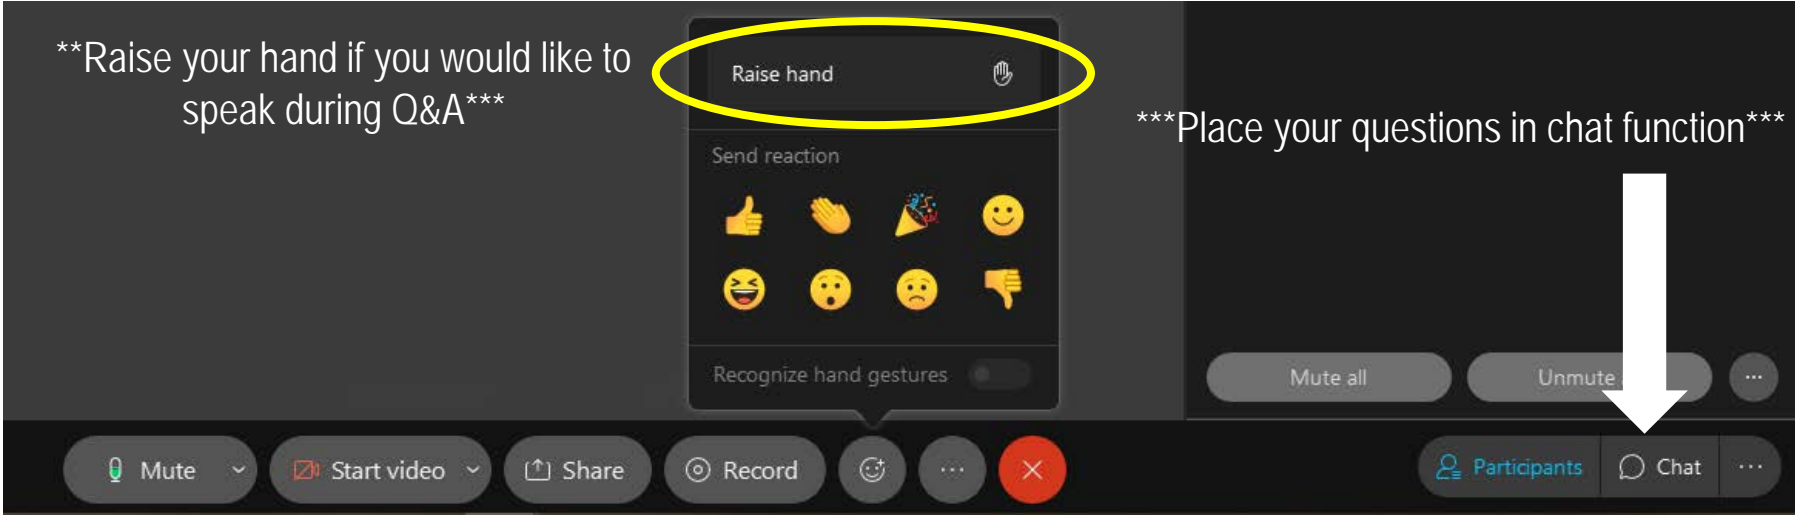 **Raise your hand if you would like to
speak during Q&A***
Raise hand
Send reaction
Recognize hand gestures
***Place your questions in chat function***
Mute all
Unmute
Mute
Start video
Share
Record
Participants
Chat